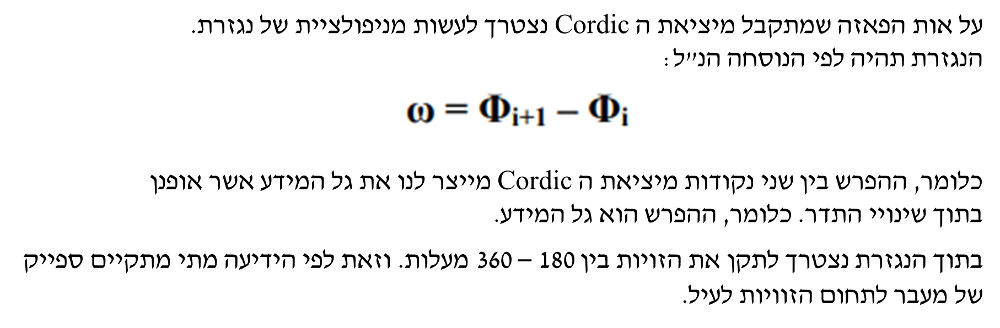 על אות הפאזה שמתקבל מיציאת ה Cordic נצטרך לעשות מניפולציית של נגזרת.
הנגזרת תהיה לפי הנוסחה הנ״ל:
ω = Φi+1 – Φi
כלומר, ההפרש בין שני נקודות מיציאת ה Cordic מייצר לנו את גל המידע אשר אופנן
בתוך שינויי התדר. כלומר, ההפרש הוא גל המידע.
בתוך הנגזרת נצטרך לתקן את הזויות בין 180 – 360 מעלות. וזאת לפי הידיעה מתי מתקיים ספייק
של מעבר לתחום הזוויות לעיל.